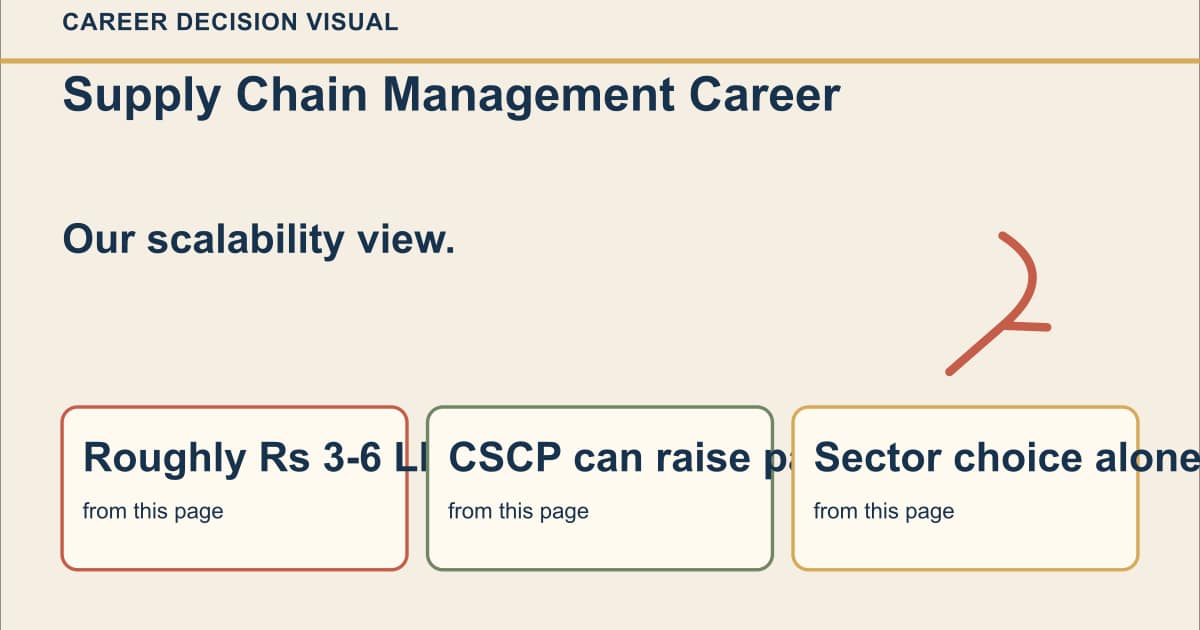 CAREER DECISION VISUAL
Supply Chain Management Career
Our scalability view.
Roughly Rs 3-6
CSCP can raise
Sector choice alone
from this page
from this page
from this page